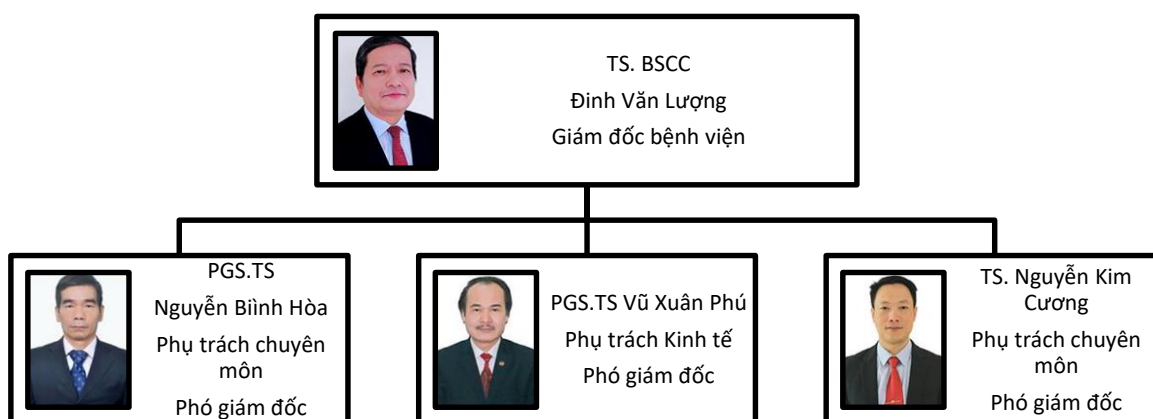 TS. BSCC
Đinh Văn Lượng
Giám đốc bệnh viện
PGS.TS
Nguyễn Biình Hòa
Phụ trách chuyên
môn
Phó giám đốc
PGS.TS Vũ Xuân Phú
Phụ trách Kinh tế
Phó giám đốc
TS. Nguyễn Kim
Cương
Phụ trách chuyên
môn
Phó giám đốc